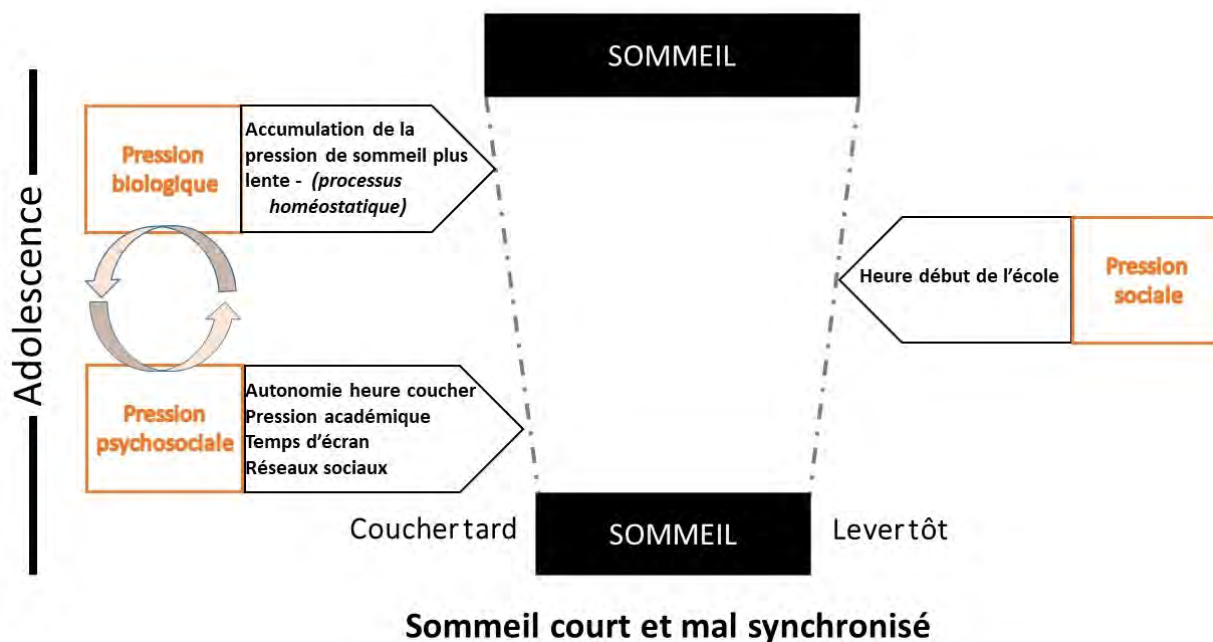 Adolescence
SOMMEIL
Pression
biologique
Accumulation de la
pression de sommeil plus
lente - (processus
homéostatique)
Heure début de l'école
Pression
sociale
Pression
psychosociale
Autonomie heure coucher
Pression académique
Temps d'écran
Réseaux sociaux
Coucher tard
SOMMEIL
Lever tôt
Sommeil court et mal synchronisé